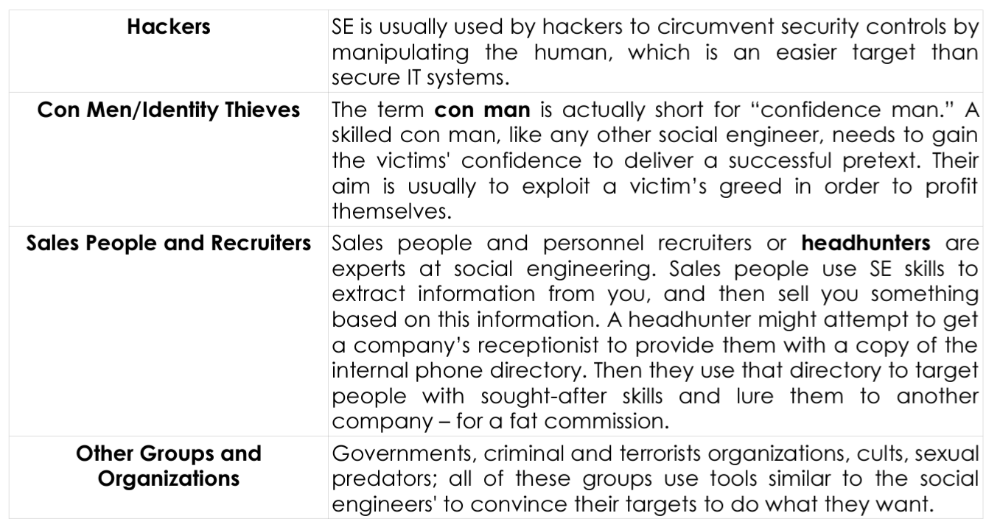 Hackers
SE is usually used by hackers to circumvent security controls by
manipulating the human, which is an easier target than
secure IT systems.
Con Men/Identity Thieves
The term con man is actually short for “confidence man.” A
skilled con man, like any other social engineer, needs to gain
the victims' confidence to deliver a successful pretext. Their
aim is usually to exploit a victim’s greed in order to profit
themselves.
Sales People and Recruiters
Sales people and personnel recruiters or headhunters are
experts at social engineering. Sales people use SE skills to
extract information from you, and then sell you something
based on this information. A headhunter might attempt to get
a company’s receptionist to provide them with a copy of the
internal phone directory. Then they use that directory to target
people with sought-after skills and lure them to another
company – for a fat commission.
Other Groups and
Organizations
Governments, criminal and terrorists organizations, cults, sexual
predators; all of these groups use tools similar to the social
engineers' to convince their targets to do what they want.